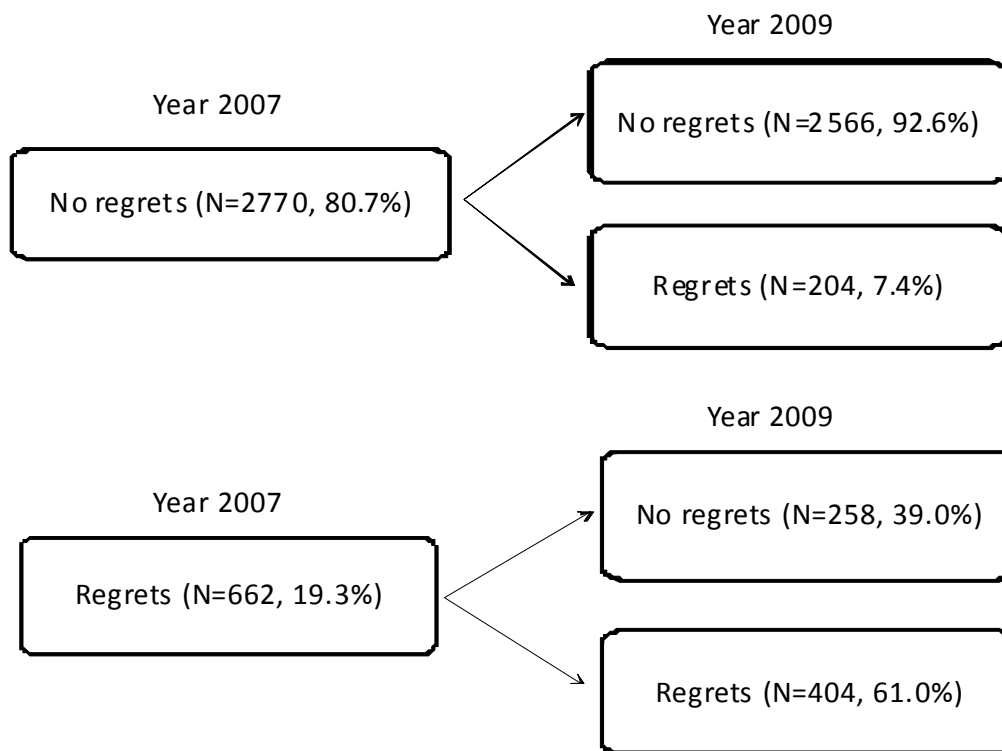 Year 2009
Year 2007
No regrets (N=2566, 92.6%)
No regrets (N=2770, 80.7%)
Regrets (N=204, 7.4%)
Year 2009
Year 2007
No regrets (N=258, 39.0%)
Regrets (N=662, 19.3%)
Regrets (N=404, 61.0%)